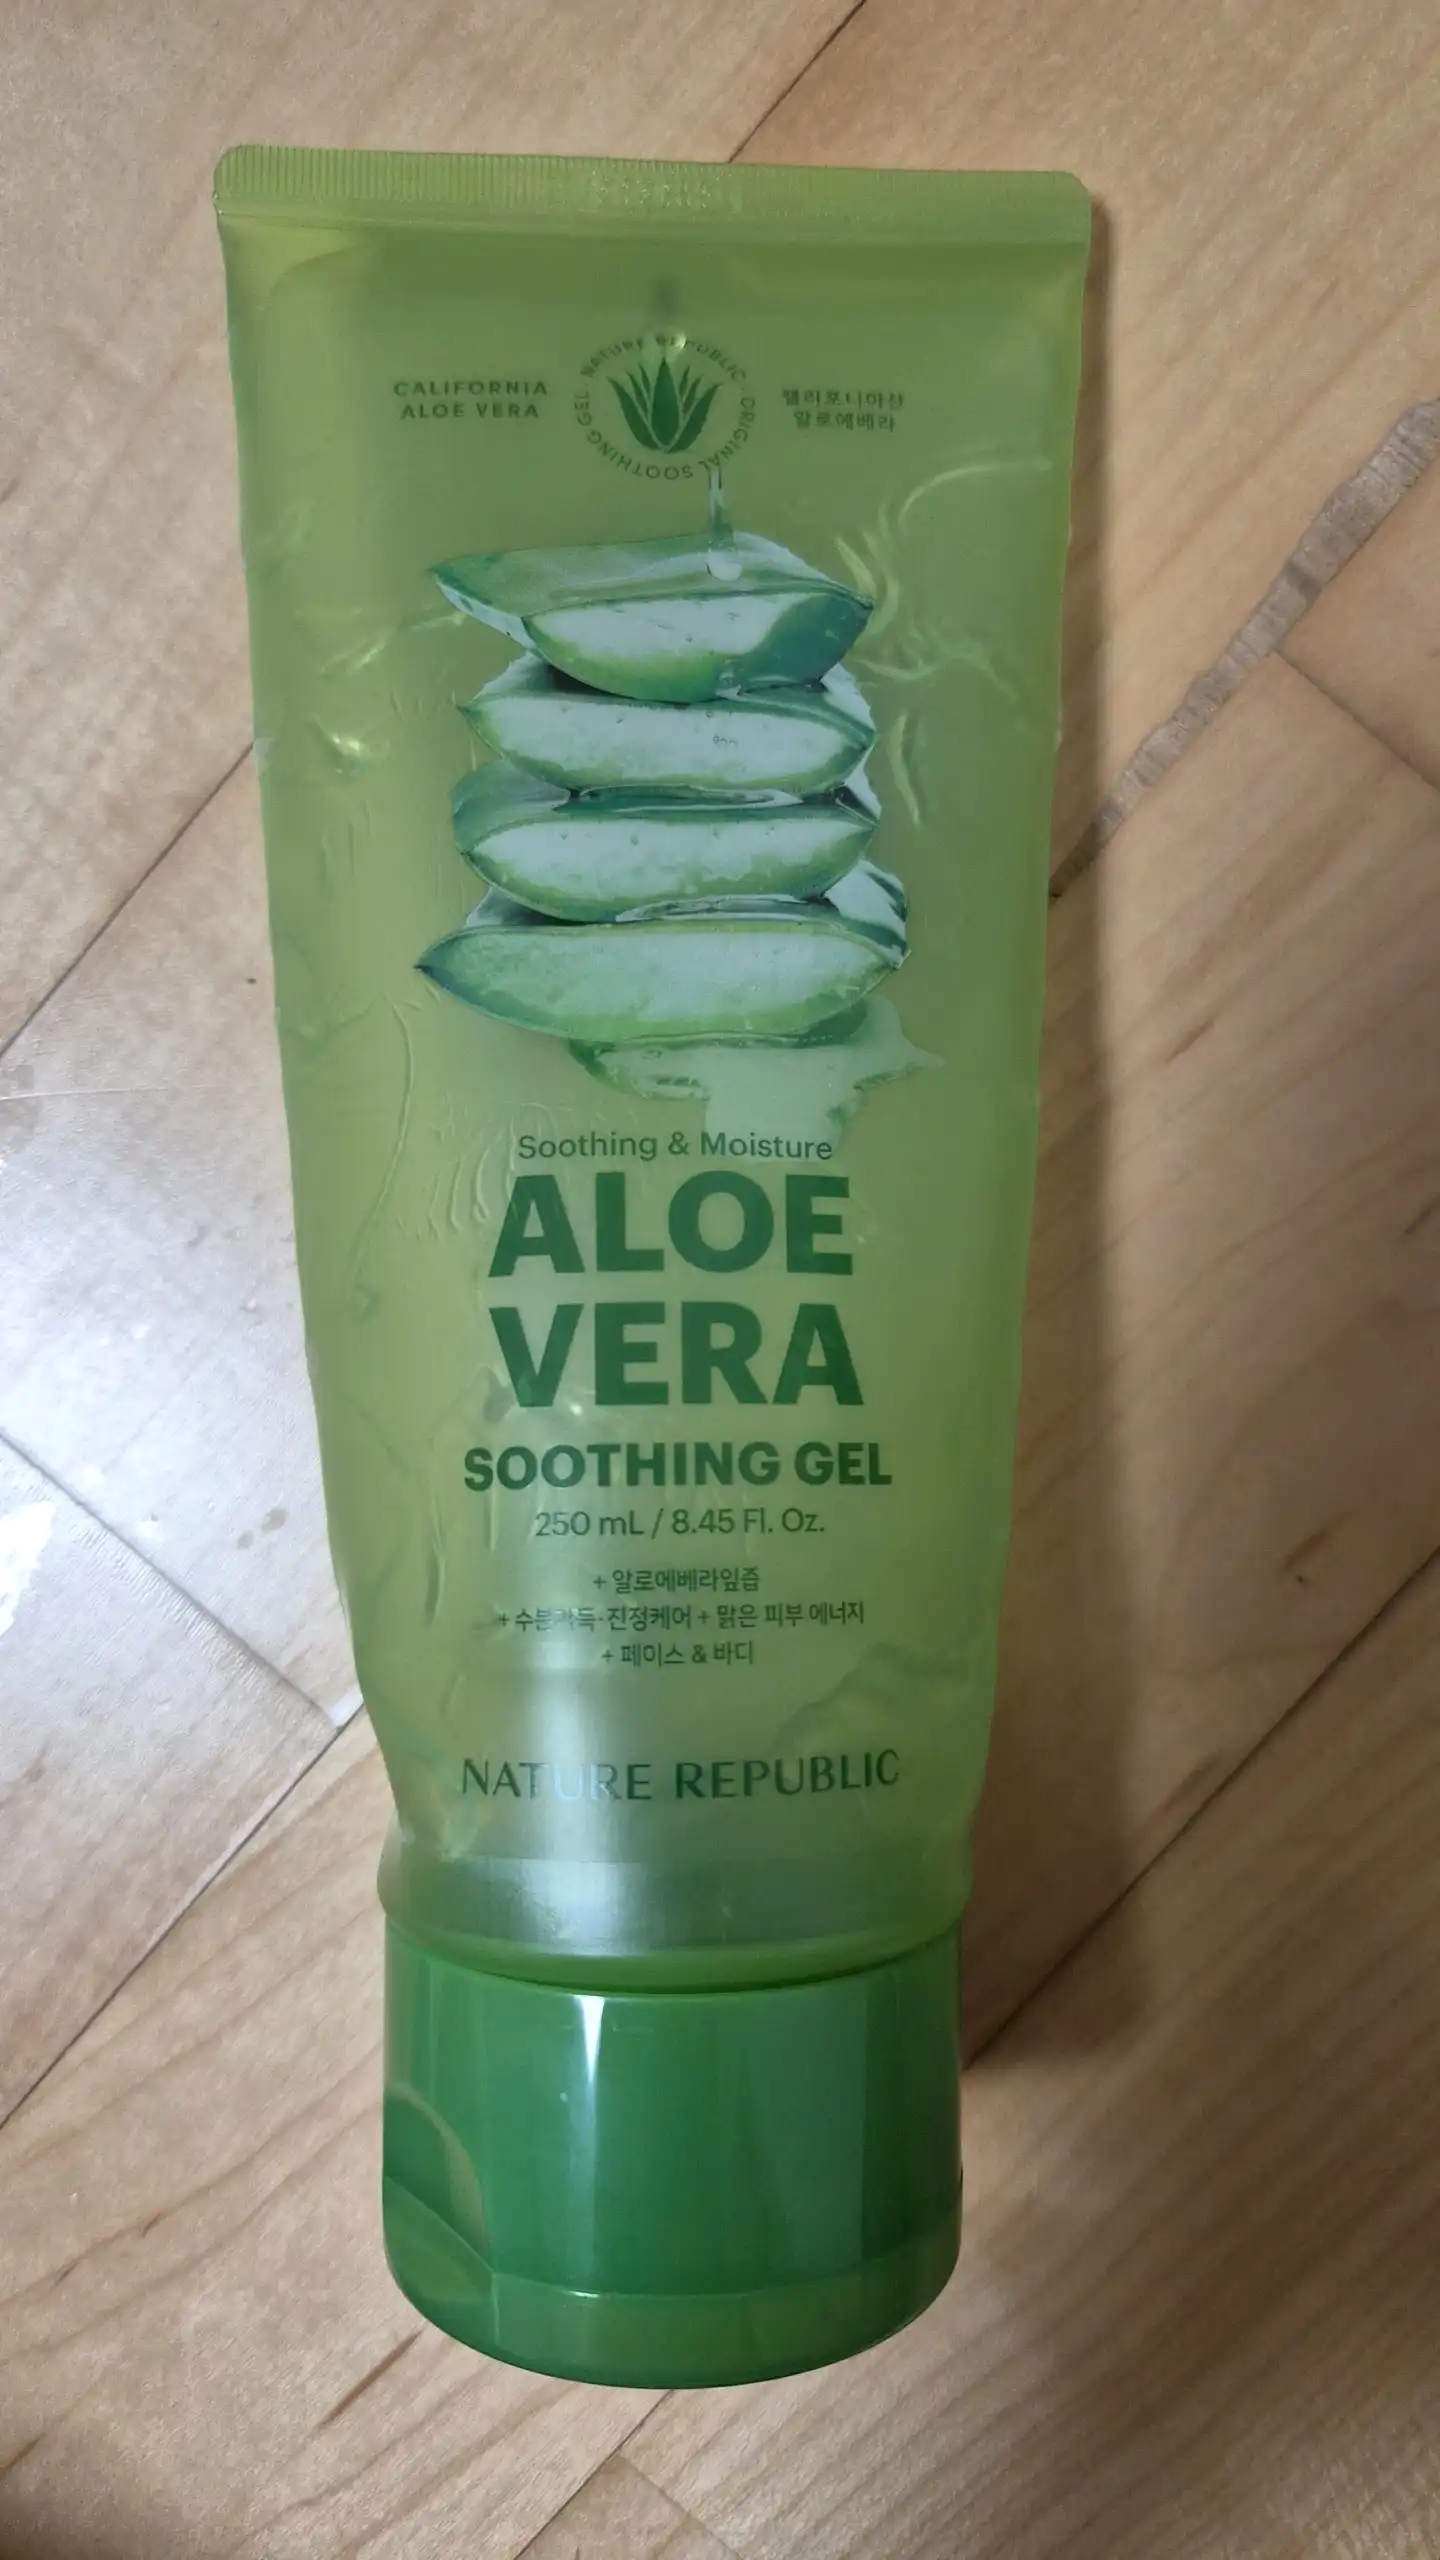 CALIFORNIA
ALOE VERA
NATURE REPUBLIC · ORIGINAL SOOTHING GEL ·
캘리포니아산
알로에베라
Soothing & Moisture
ALOE
VERA
SOOTHING GEL
250 mL / 8.45 Fl. Oz.
+ 알로에베라잎즙
+ 수분가득·진정케어 + 맑은 피부 에너지
+ 페이스 & 바디
NATURE REPUBLIC